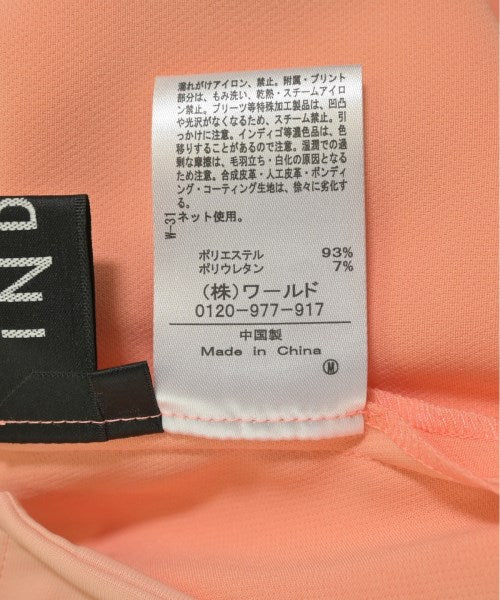 濡れがけアイロン、禁止。附属・プリント
部分は、もみ洗い、乾熱・スチームアイロ
ン禁止。プリーツ等特殊加工製品は、凹凸
や光沢がなくなるため、スチーム禁止。引
っかけに注意。インディゴ等濃色品は、色
移りすることがあるので注意。湿潤での過
剰な摩擦は、毛羽立ち・白化の原因となる
ため注意。合成皮革・人工皮革・ボンディ
ング・コーティング生地は、徐々に劣化す
る。
ネット使用。
W-31
ポリエステル 93%
ポリウレタン 7%
(株)ワールド
0120-977-917
中国製
Made in China
M
IND